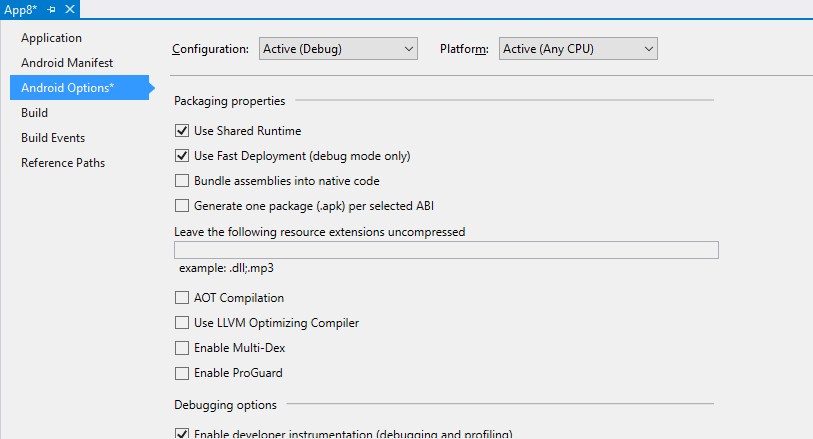 App8*
Application
Android Manifest
Android Options*
Build
Build Events
Reference Paths
Configuration: Active (Debug) Platform: Active (Any CPU)
Packaging properties
Use Shared Runtime
Use Fast Deployment (debug mode only)
Bundle assemblies into native code
Generate one package (.apk) per selected ABI
Leave the following resource extensions uncompressed
example: .dll;.mp3
AOT Compilation
Use LLVM Optimizing Compiler
Enable Multi-Dex
Enable ProGuard
Debugging options
Enable developer instrumentation (debugging and profiling)